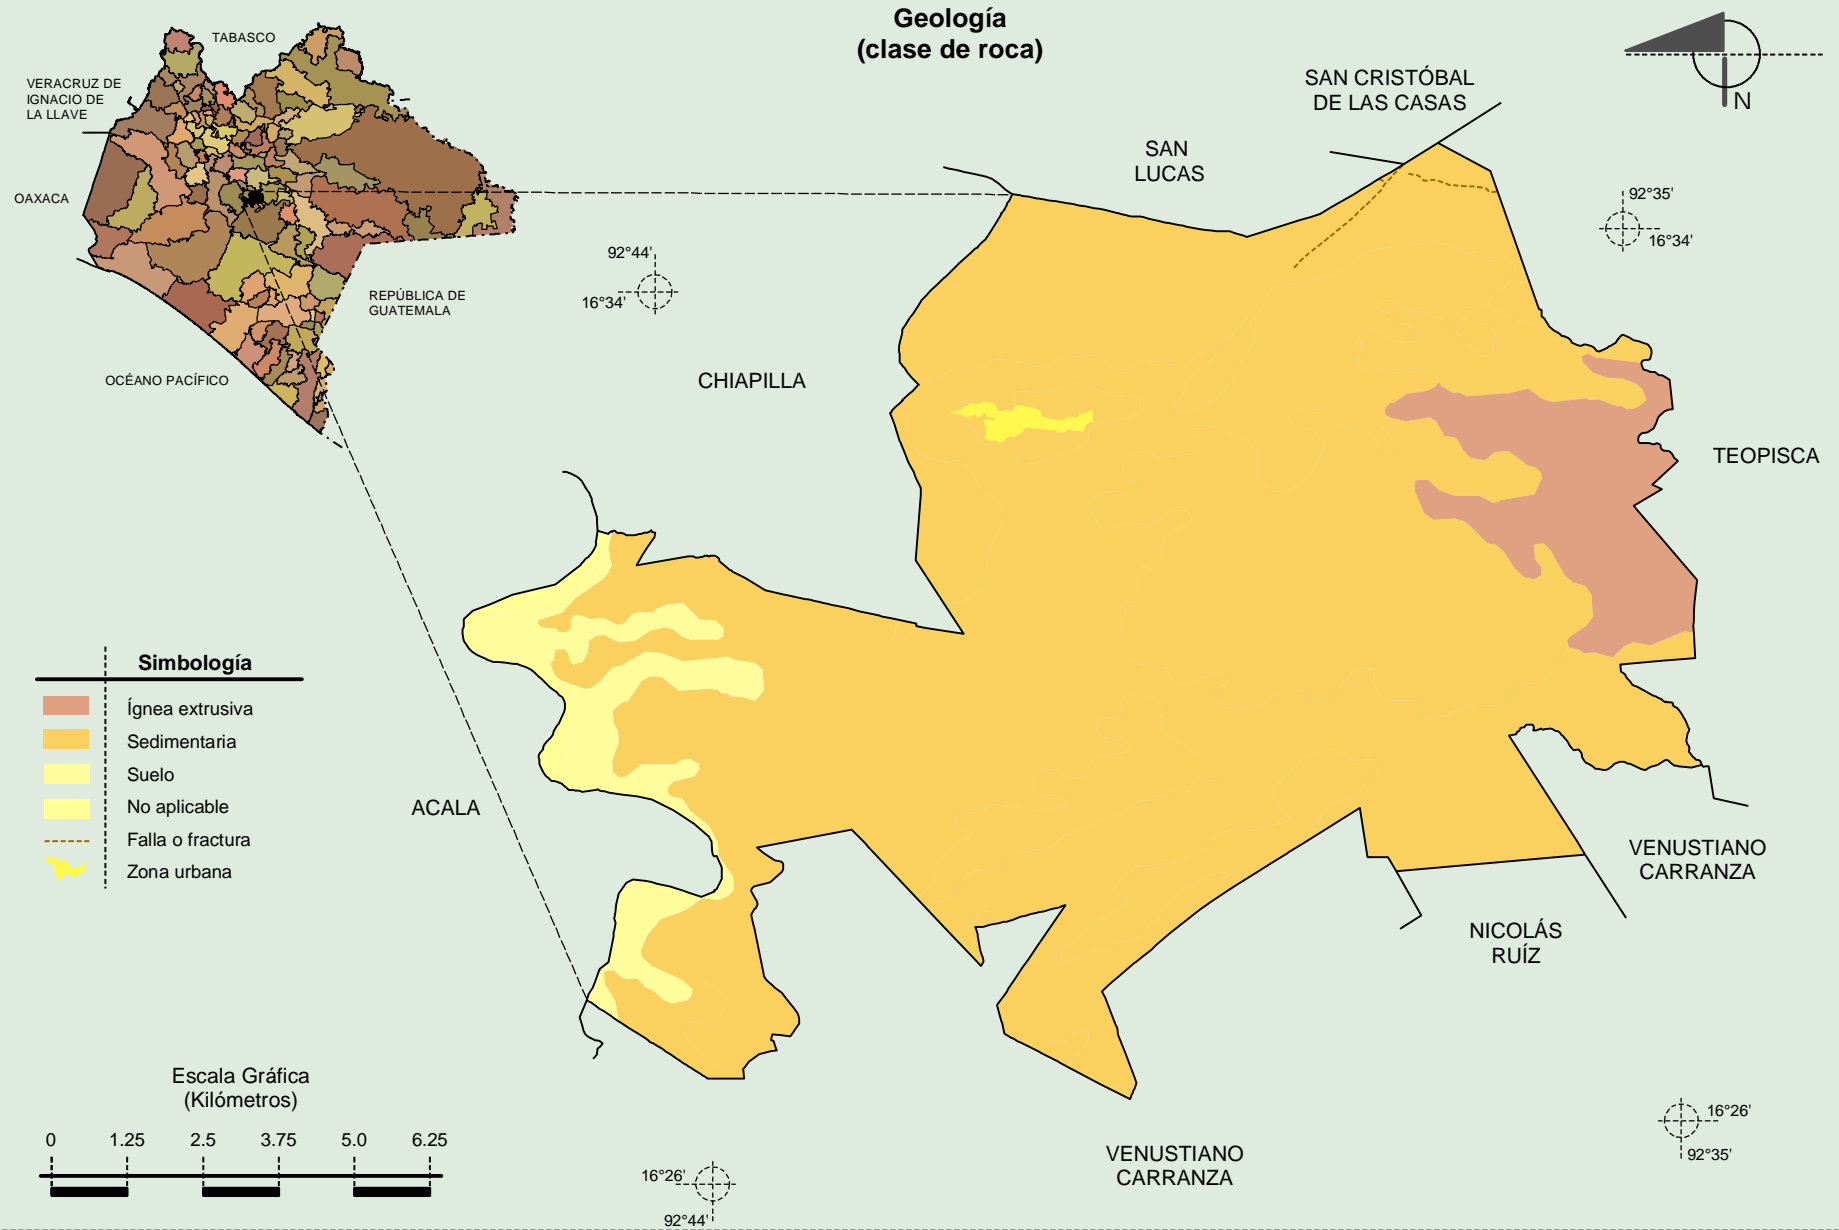 Geología
(clase de roca)
N
TABASCO
VERACRUZ DE
IGNACIO DE
LA LLAVE
OAXACA
REPÚBLICA DE
GUATEMALA
OCÉANO PACÍFICO
SAN CRISTÓBAL
DE LAS CASAS
SAN
LUCAS
92°35'
16°34'
92°44'
16°34'
CHIAPILLA
TEOPISCA
Simbología
Ígnea extrusiva
Sedimentaria
Suelo
No aplicable
Falla o fractura
Zona urbana
ACALA
VENUSTIANO
CARRANZA
NICOLÁS
RUÍZ
Escala Gráfica
(Kilómetros)
0 1.25 2.5 3.75 5.0 6.25
VENUSTIANO
CARRANZA
16°26'
92°35'
16°26'
92°44'